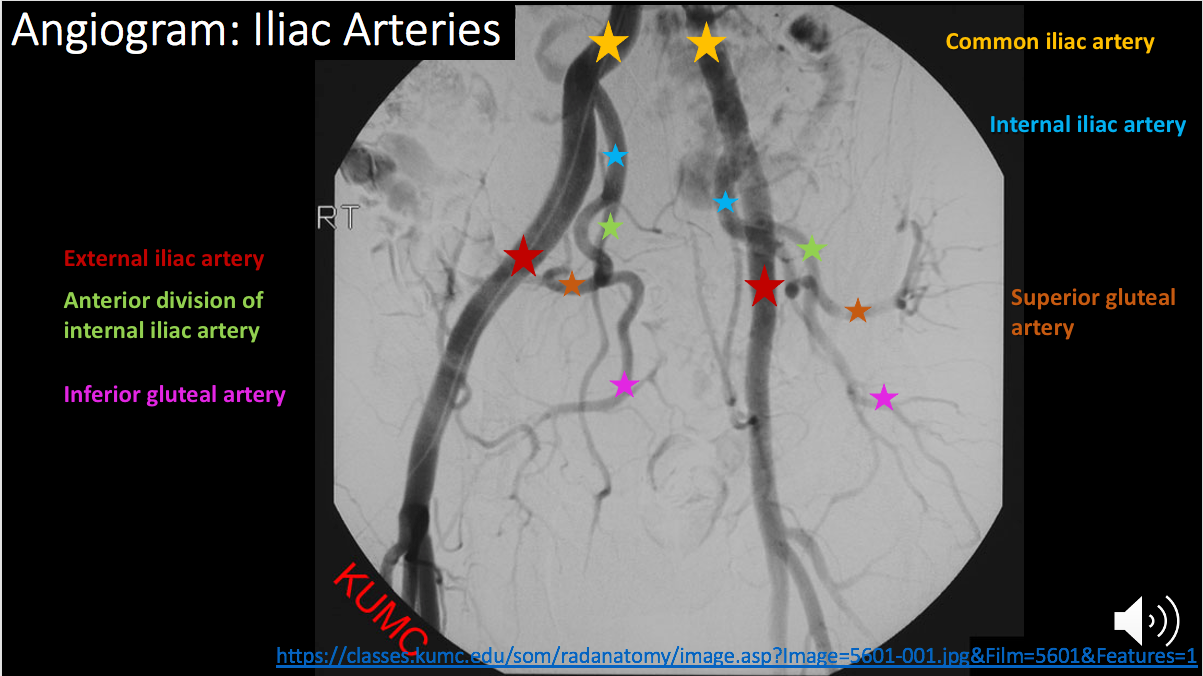 Angiogram: Iliac Arteries
Common iliac artery
Internal iliac artery
RT
External iliac artery
Anterior division of
internal iliac artery
Superior gluteal
artery
Inferior gluteal artery
KUMC
https://classes.kumc.edu/som/radanatomy/image.asp?Image=5601-001.jpg&Film=5601&Features=1